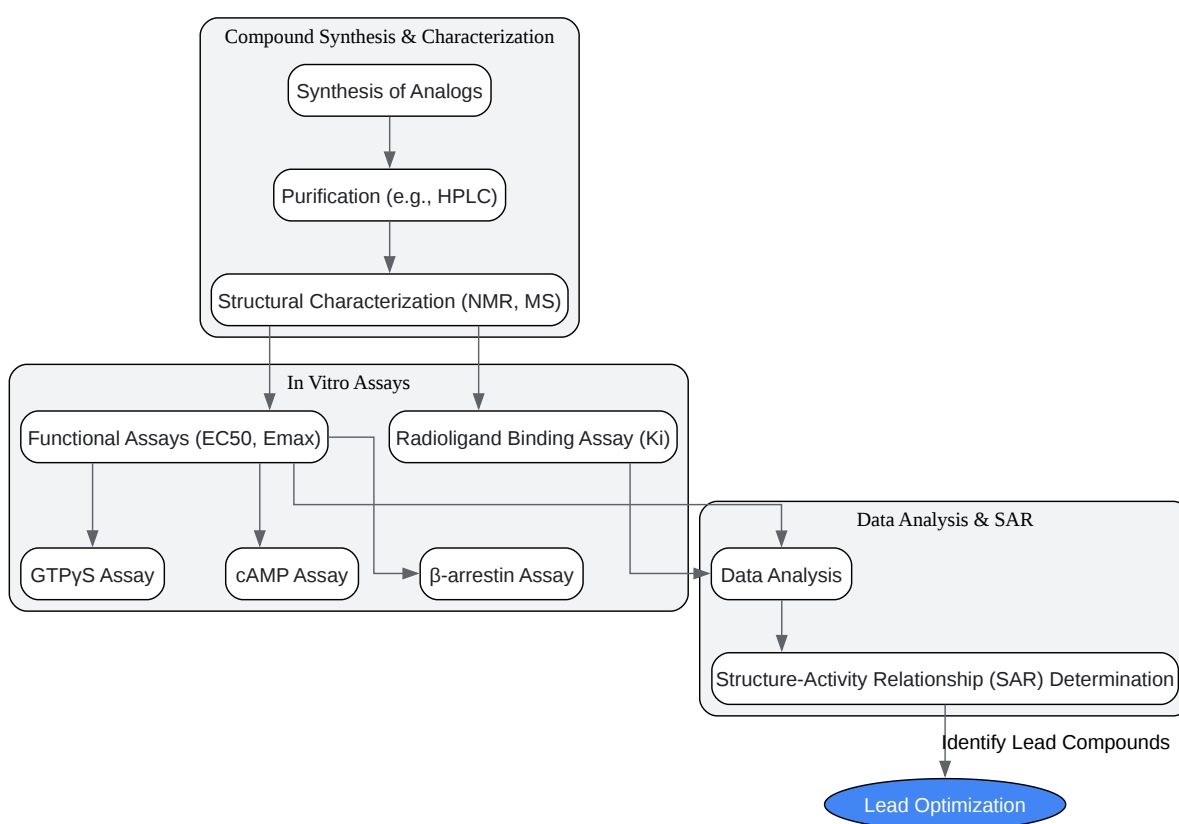 Compound Synthesis & Characterization
Synthesis of Analogs
Purification (e.g., HPLC)
Structural Characterization (NMR, MS)
In Vitro Assays
Functional Assays (EC50, Emax)
Radioligand Binding Assay (Ki)
GTPγS Assay
cAMP Assay
β-arrestin Assay
Data Analysis & SAR
Data Analysis
Structure-Activity Relationship (SAR) Determination
Identify Lead Compounds
Lead Optimization